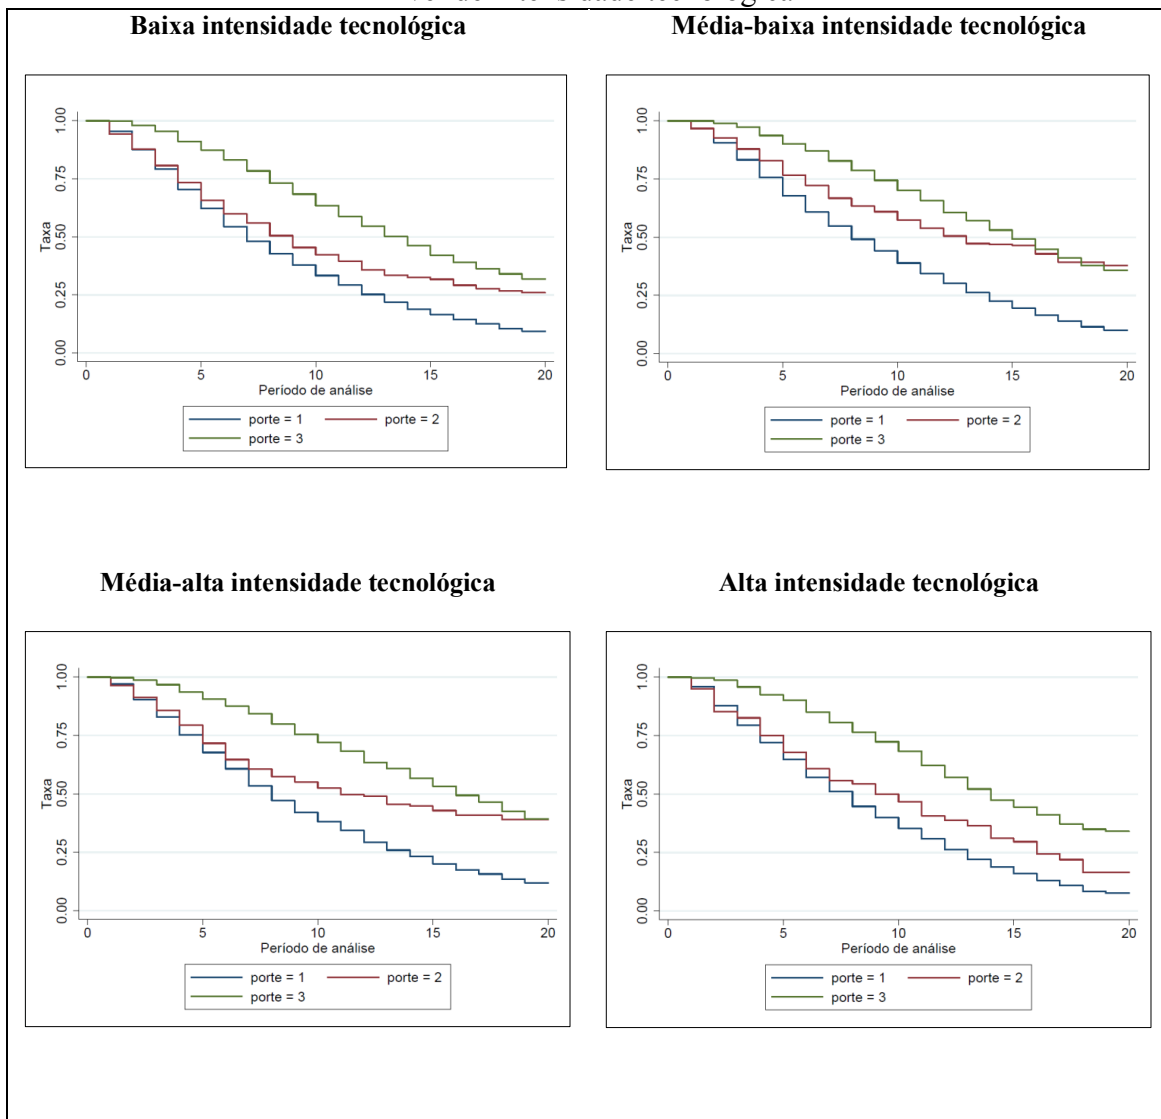 intensidade tecnológica
Baixa intensidade tecnológica
Média-baixa intensidade tecnológica
1.00
0.75
0.50
0.25
0.00
Taxa
0
5
10
15
20
Período de análise
porte = 1
porte = 2
porte = 3
1.00
0.75
0.50
0.25
0.00
Taxa
0
5
10
15
20
Período de análise
porte = 1
porte = 2
porte = 3
Média-alta intensidade tecnológica
Alta intensidade tecnológica
1.00
0.75
0.50
0.25
0.00
Taxa
0
5
10
15
20
Período de análise
porte = 1
porte = 2
porte = 3
1.00
0.75
0.50
0.25
0.00
Taxa
0
5
10
15
20
Período de análise
porte = 1
porte = 2
porte = 3